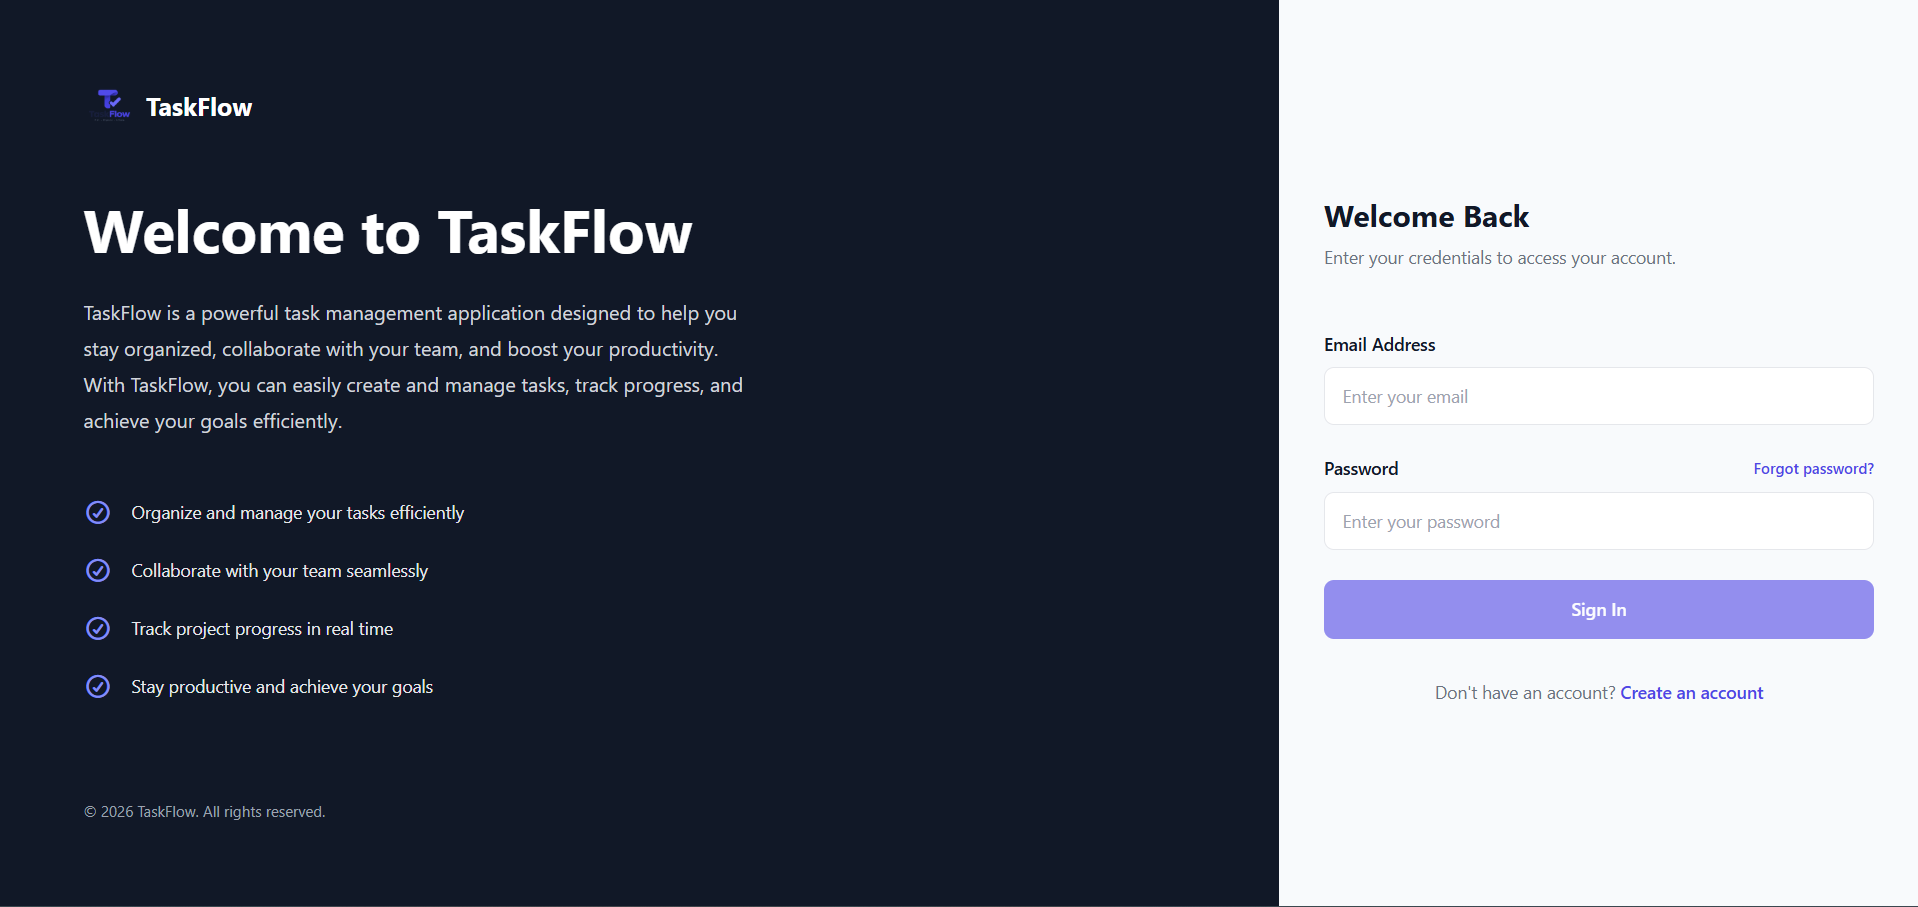 Flow
TaskFlow
Welcome to TaskFlow
TaskFlow is a powerful task management application designed to help you
stay organized, collaborate with your team, and boost your productivity.
With TaskFlow, you can easily create and manage tasks, track progress, and
achieve your goals efficiently.
Organize and manage your tasks efficiently
Collaborate with your team seamlessly
Track project progress in real time
Stay productive and achieve your goals
© 2026 TaskFlow. All rights reserved.
Welcome Back
Enter your credentials to access your account.
Email Address
Enter your email
Password Forgot password?
Enter your password
Sign In
Don't have an account? Create an account